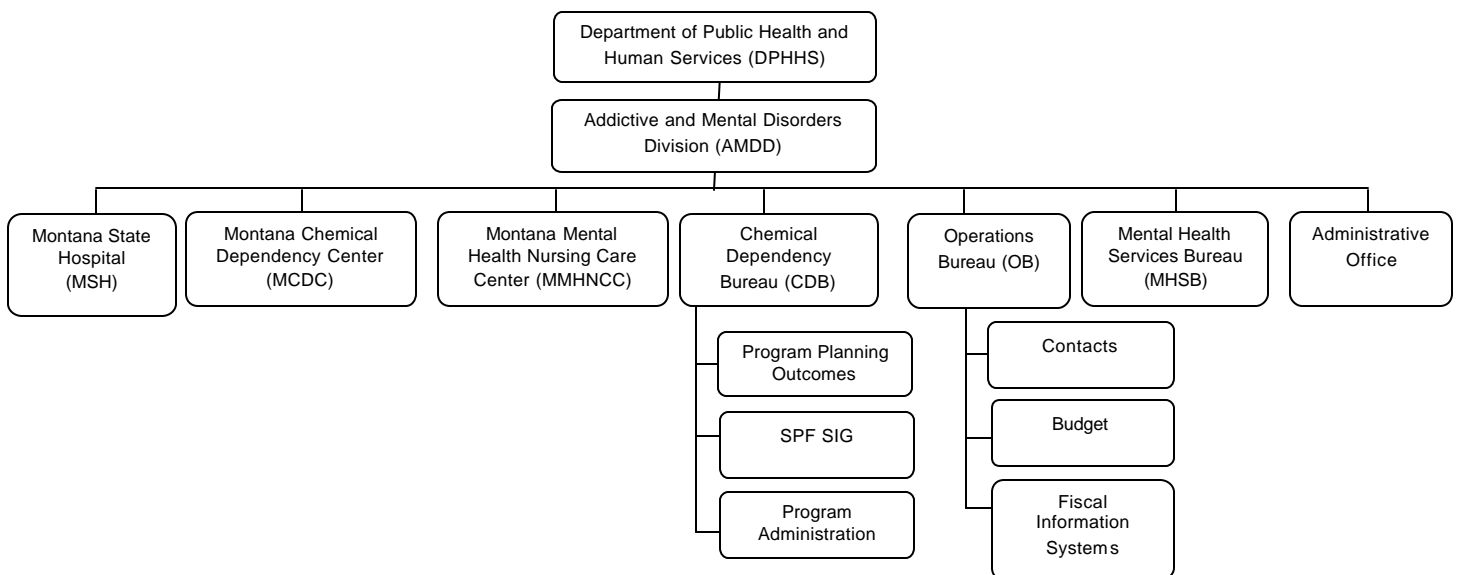 Department of Public Health and
Human Services (DPHHS)
Addictive and Mental Disorders
Division (AMDD)
Montana State
Hospital
(MSH)
Montana Chemical
Dependency Center
(MCDC)
Montana Mental
Health Nursing Care
Center (MMHNCC)
Chemical
Dependency
Bureau (CDB)
Operations
Bureau (OB)
Mental Health
Services Bureau
(MHSB)
Administrative
Office
Program Planning
Outcomes
SPF SIG
Program
Administration
Contacts
Budget
Fiscal
Information
Systems